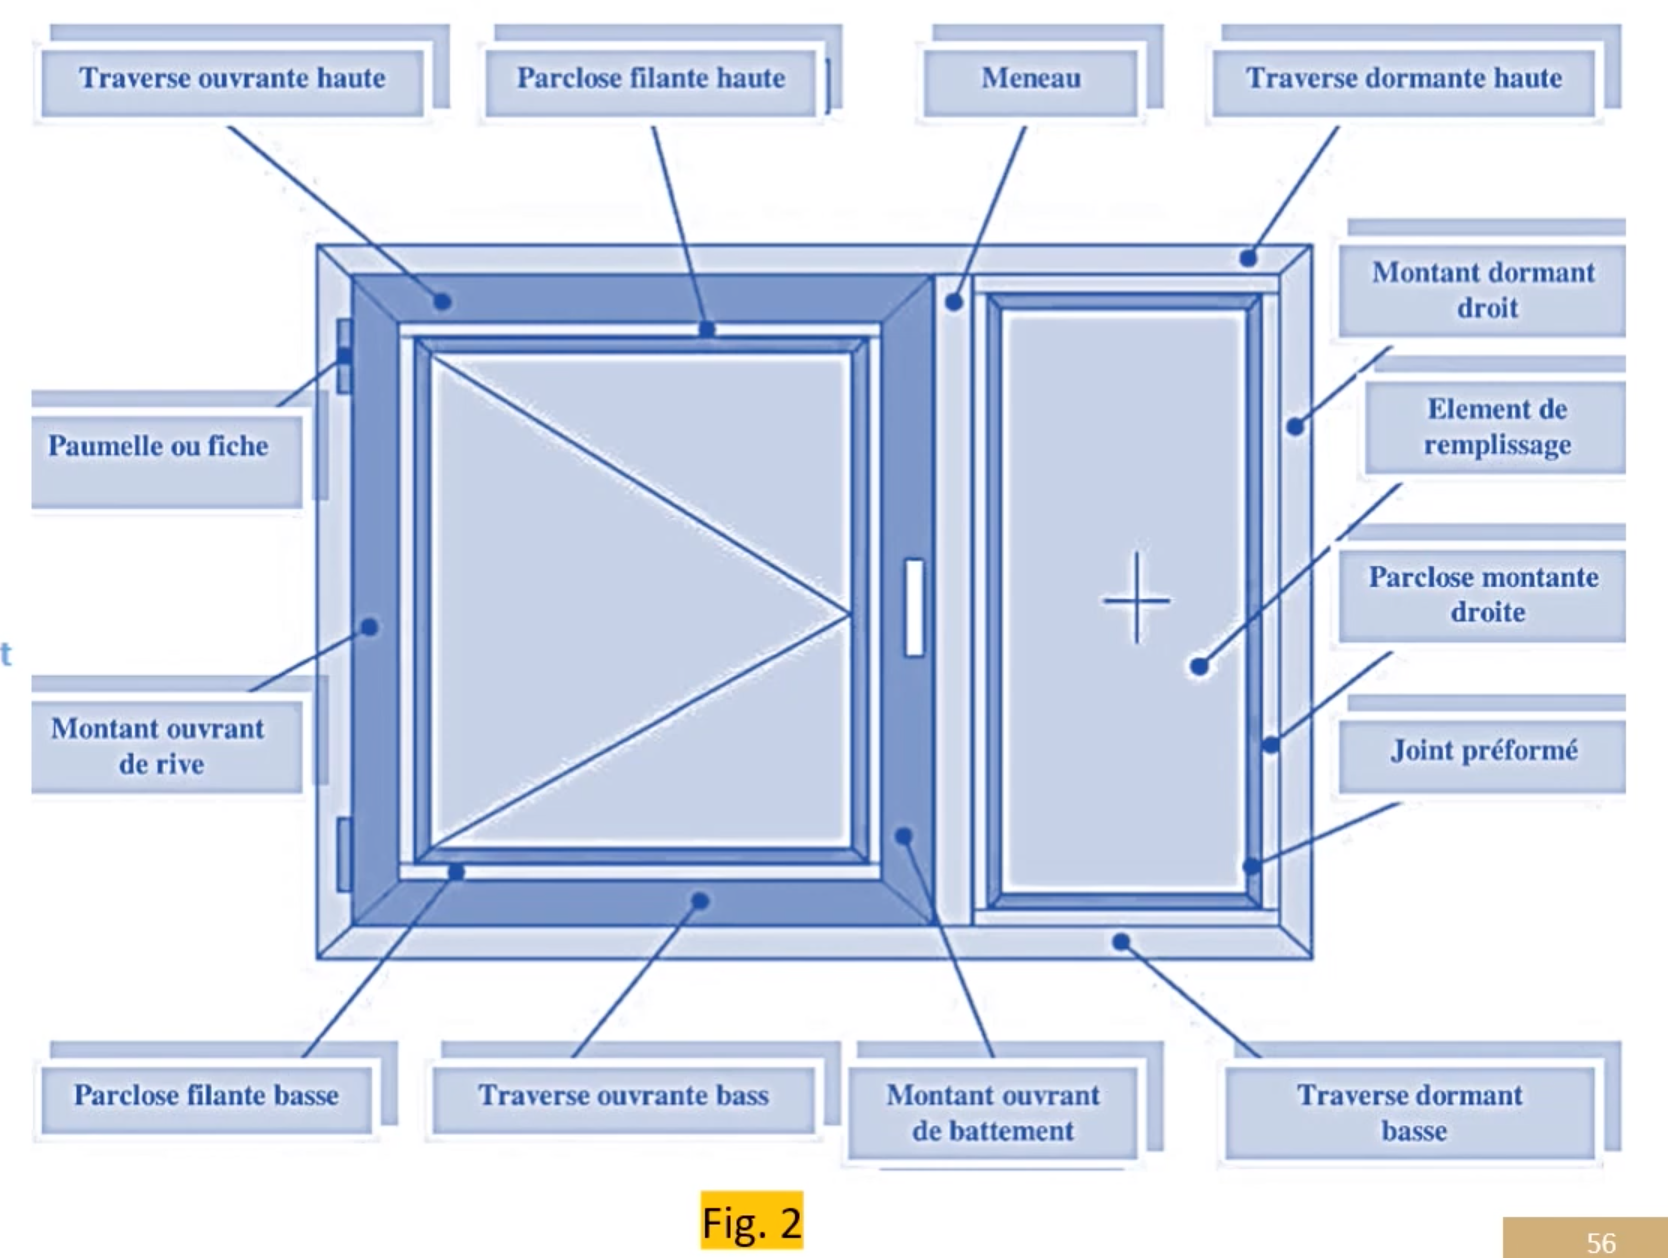 Traverse ouvrante haute
Parclose filante haute
Meneau
Traverse dormante haute
Montant dormant
droit
Element de
remplissage
Paumelle ou fiche
Parclose montante
droite
t
Montant ouvrant
de rive
Joint préformé
Parclose filante basse
Traverse ouvrante bass
Montant ouvrant
de battement
Traverse dormant
basse
Fig. 2
56